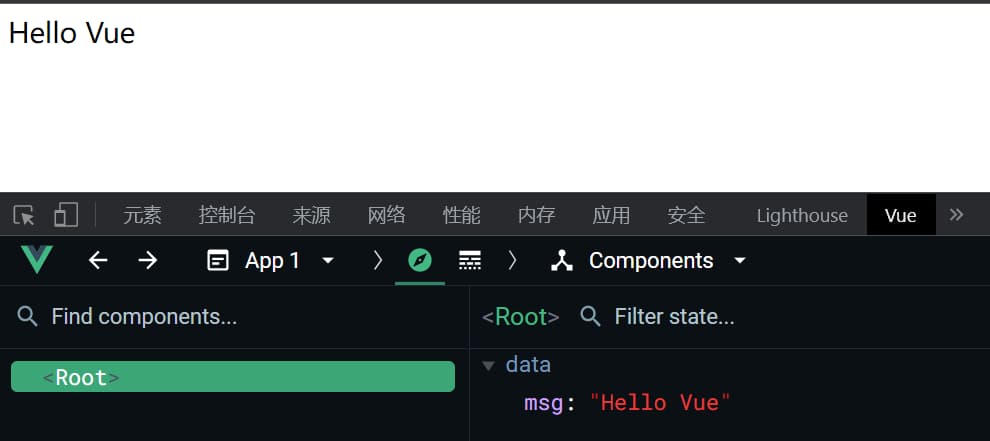 Hello Vue
元素 控制台 来源 网络 性能 内存 应用 安全 Lighthouse Vue »
App 1 Components
Find components...
<Root> Filter state...
<Root>
data
msg: "Hello Vue"